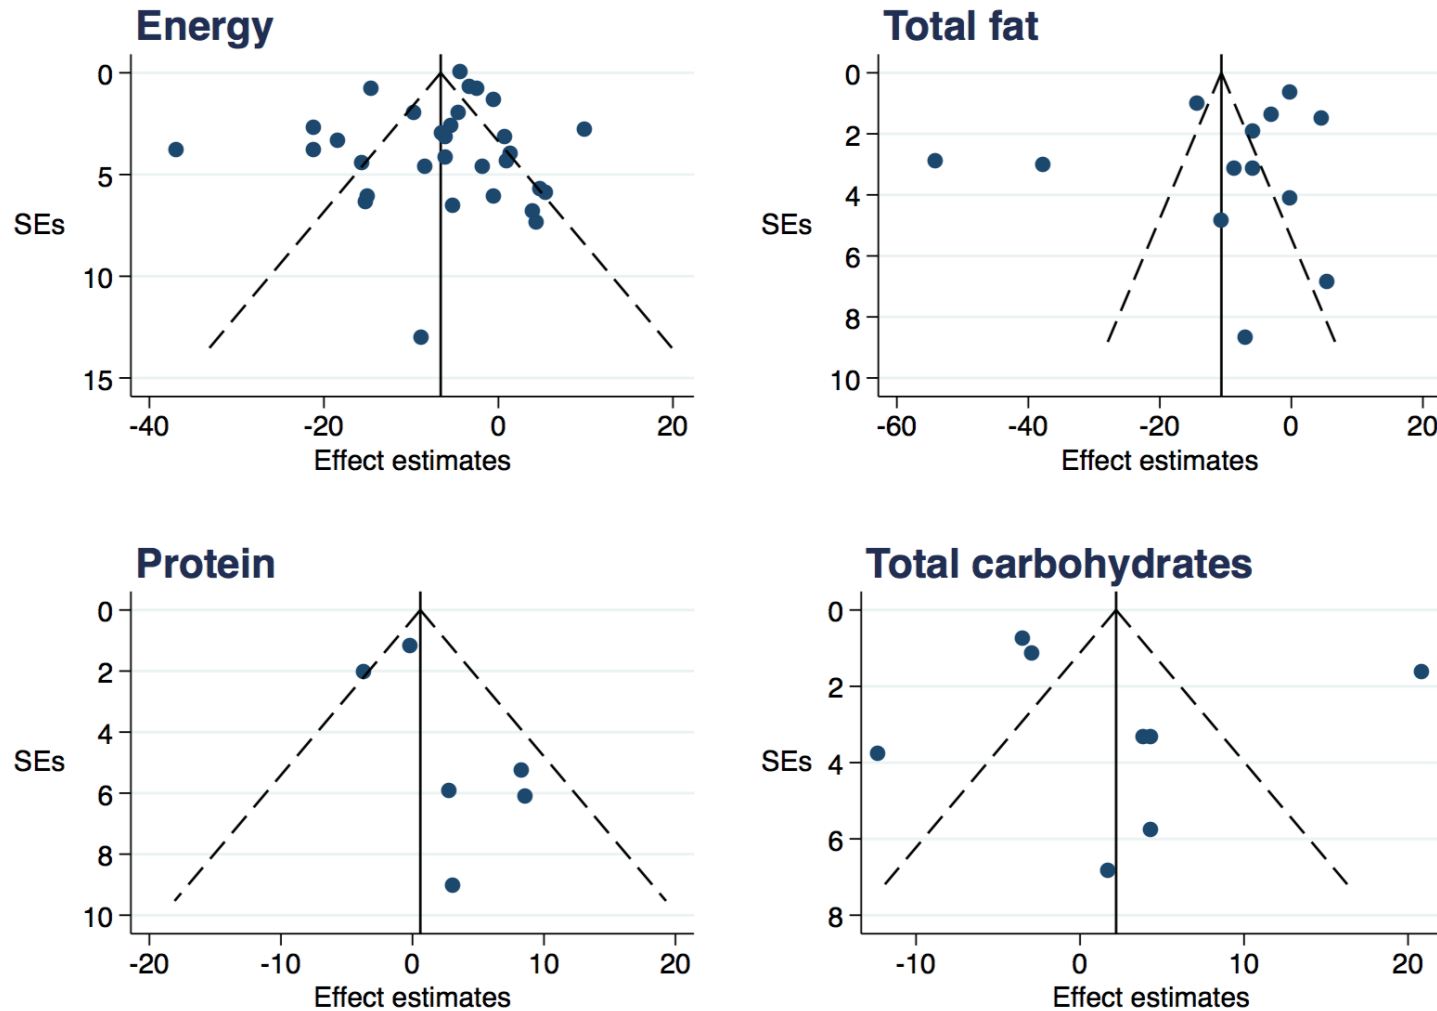 Energy
0
5
10
15
SEs
-40 -20 0 20
Effect estimates
Total fat
0
2
4
6
8
10
SEs
-60 -40 -20 0 20
Effect estimates
Protein
0
2
4
6
8
10
SEs
-20 -10 0 10 20
Effect estimates
Total carbohydrates
0
2
4
6
8
SEs
-10 0 10 20
Effect estimates